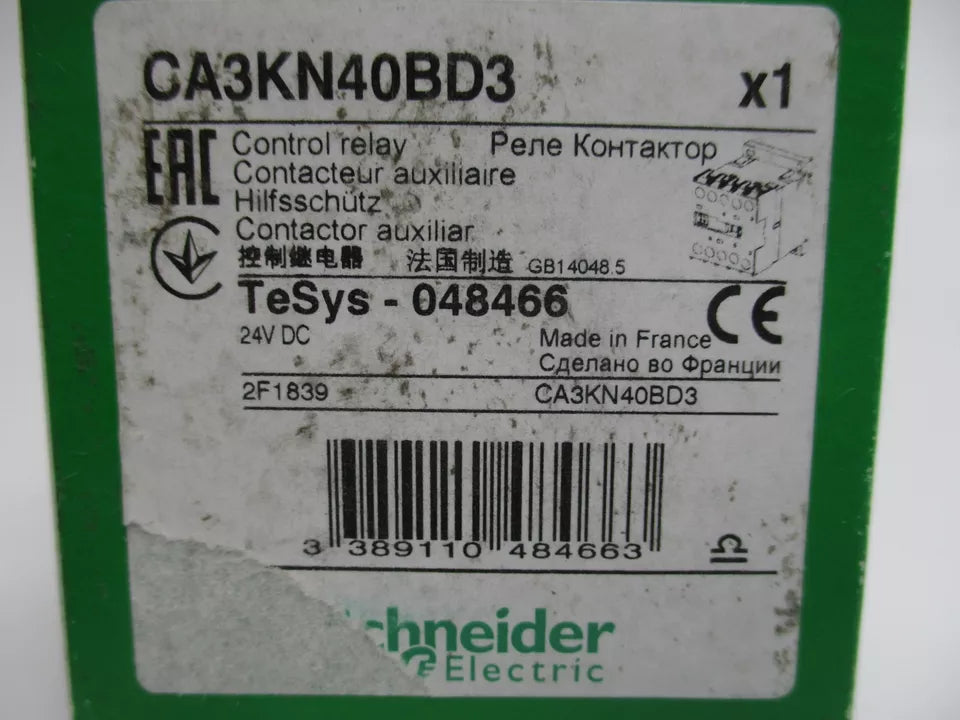 CA3KN40BD3 x1
EAC
Control relay Реле Контактор
Contacteur auxiliaire
Hilfsschütz
Contactor auxiliar
控制继电器 法国制造 GB14048.5
TeSys - 048466 CE
24V DC Made in France
Сделано во Франции
2F1839 CA3KN40BD3
3 389110 484663
chneider
Electric